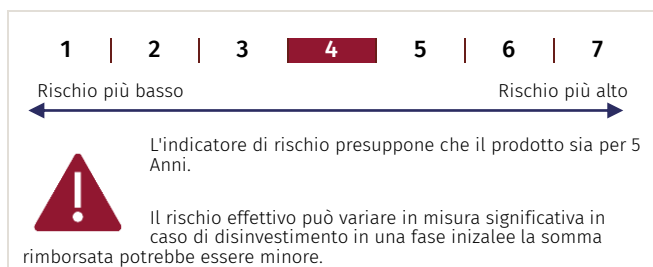 1 | 2 | 3 | 4 | 5 | 6 | 7
Rischio più basso Rischio più alto
L'indicatore di rischio presuppone che il prodotto sia per 5
Anni.
Il rischio effettivo può variare in misura significativa in
caso di disinvestimento in una fase inizalee la somma
rimborsata potrebbe essere minore.